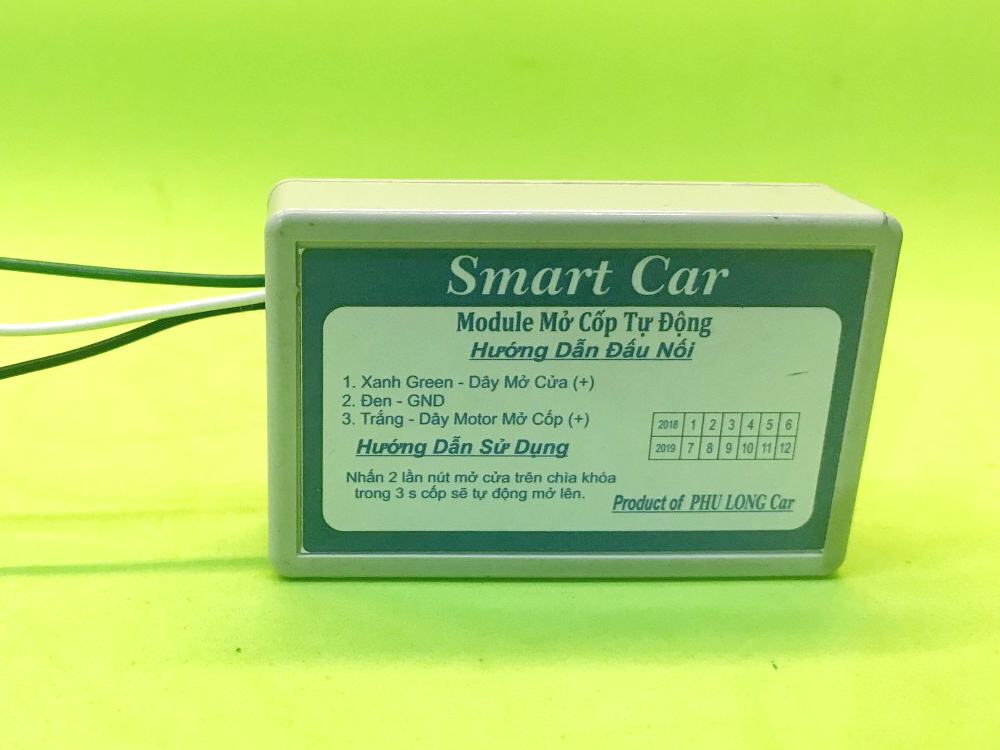 Smart Car
Module Mở Cốp Tự Động
Hướng Dẫn Đấu Nối
1. Xanh Green - Dây Mở Cửa (+)
2. Đen - GND
3. Trắng - Dây Motor Mở Cốp (+)
2018 1 2 3 4 5 6
2019 7 8 9 10 11 12
Hướng Dẫn Sử Dụng
Nhấn 2 lần nút mở cửa trên chìa khóa
trong 3 s cốp sẽ tự động mở lên.
Product of PHU LONG Car